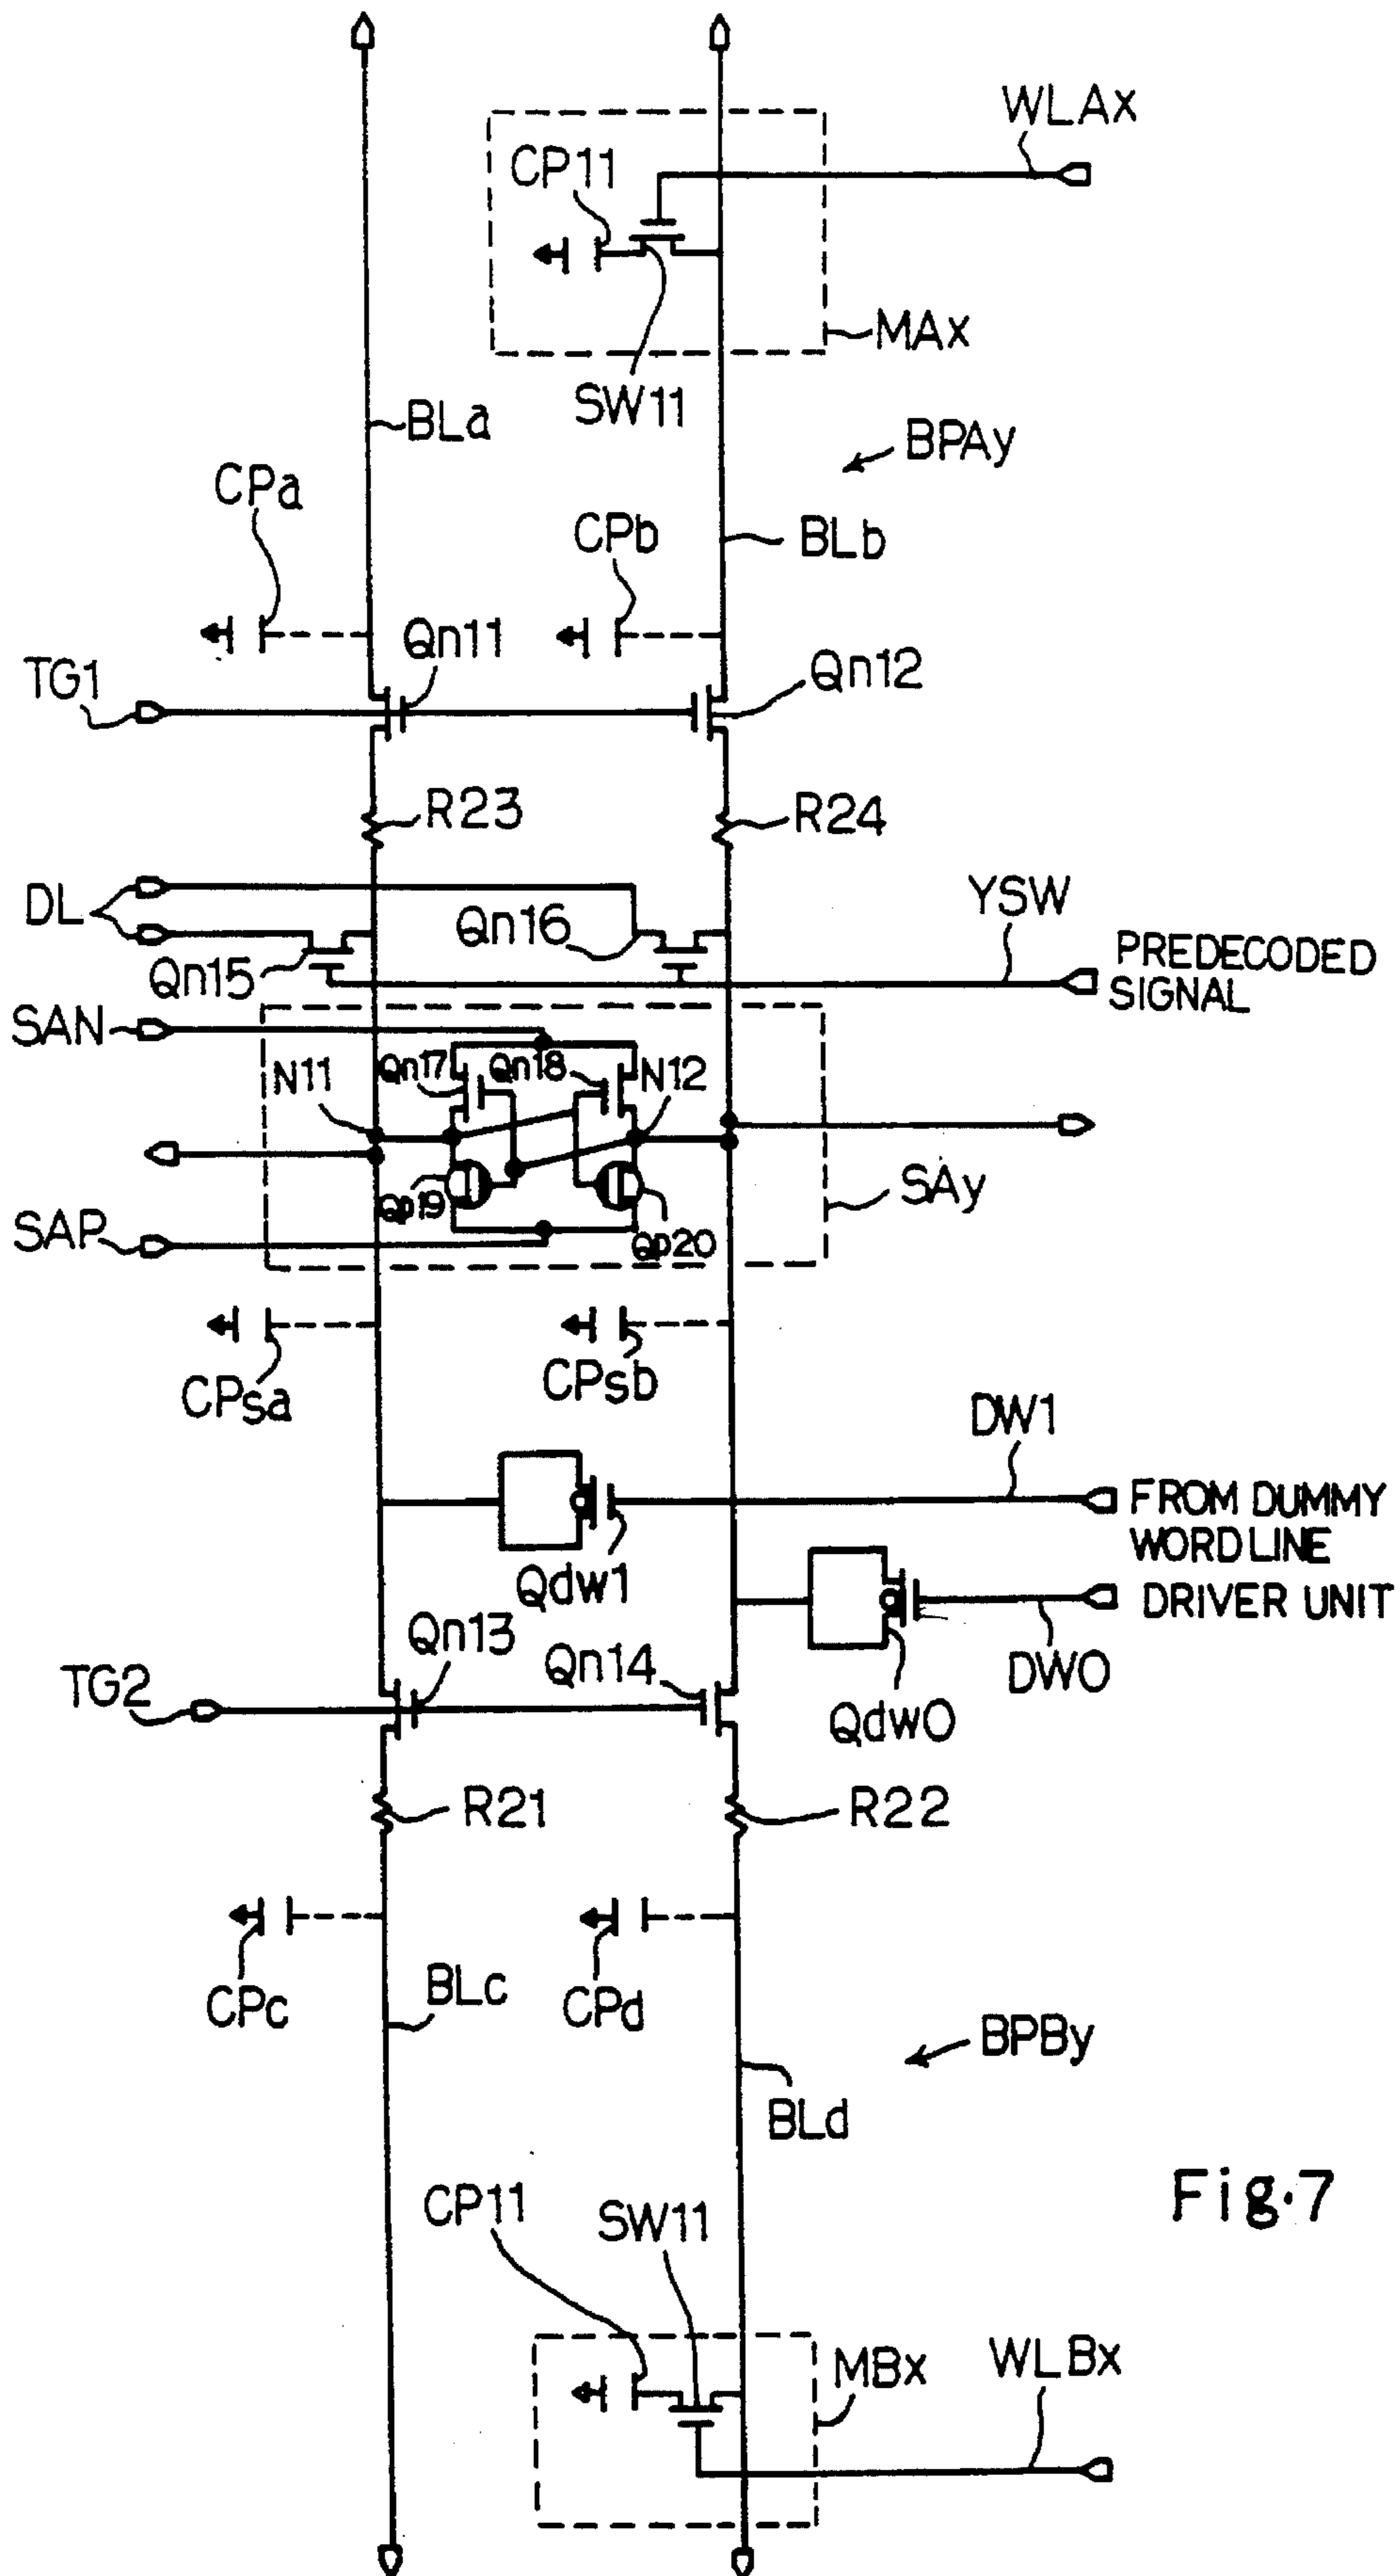 WLAx
CP11
MAx
SW11
BLa
BPAy
CPa
CPb
BLb
Qn11
TG1
Qn12
R23
R24
DL
Qn16
YSW
Qn15
PREDECODED
SIGNAL
SAN
N11
Qn17
Qn18
N12
SAy
Qp19
SAP
Qp20
CPsa
CPsb
DW1
FROM DUMMY
WORD LINE
DRIVER UNIT
Qdw1
Qn13
Qn14
DW0
TG2
Qdw0
R21
R22
CPc
BLc
CPd
BPBy
BLd
Fig.7
CP11
SW11
MBx
WLBx